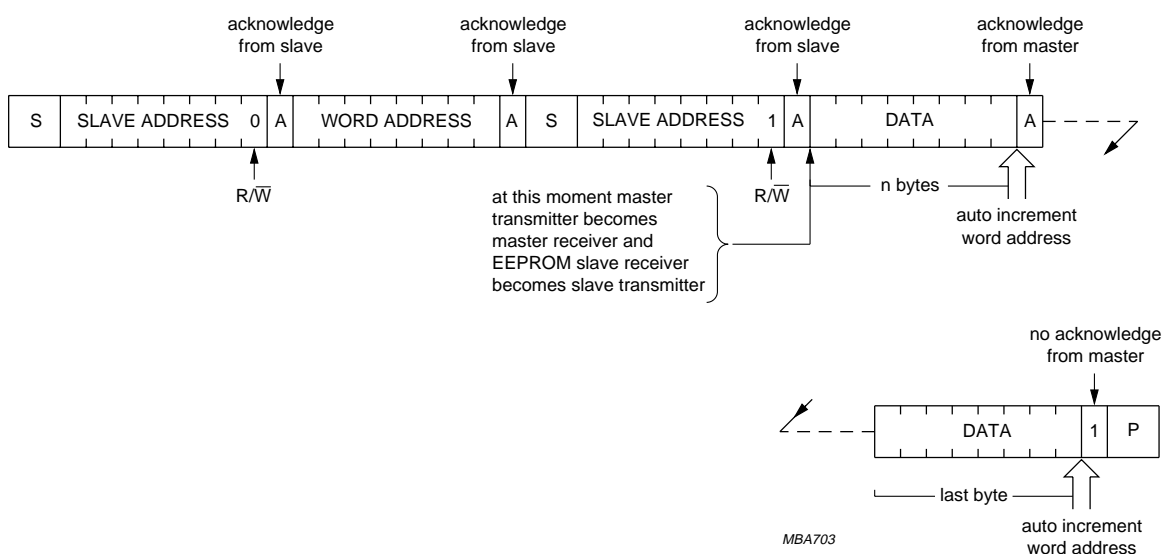 acknowledge
from slave
acknowledge
from slave
acknowledge
from slave
acknowledge
from master
S SLAVE ADDRESS 0 A WORD ADDRESS A S SLAVE ADDRESS 1 A DATA A
R/W̅
R/W̅
n bytes
auto increment
word address
at this moment master
transmitter becomes
master receiver and
EEPROM slave receiver
becomes slave transmitter
no acknowledge
from master
DATA 1 P
last byte
auto increment
word address
MBA703